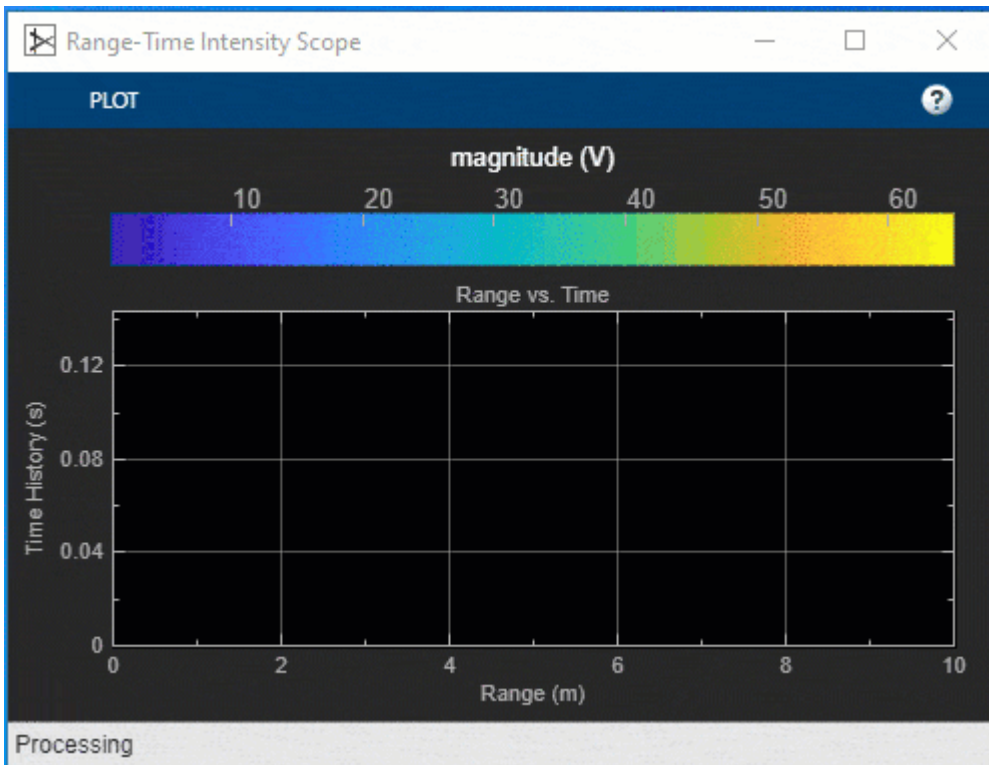 Range-Time Intensity Scope
PLOT
?
magnitude (V)
10 20 30 40 50 60
Range vs. Time
0.12
0.08
0.04
0
Time History (s)
0 2 4 6 8 10
Range (m)
Processing